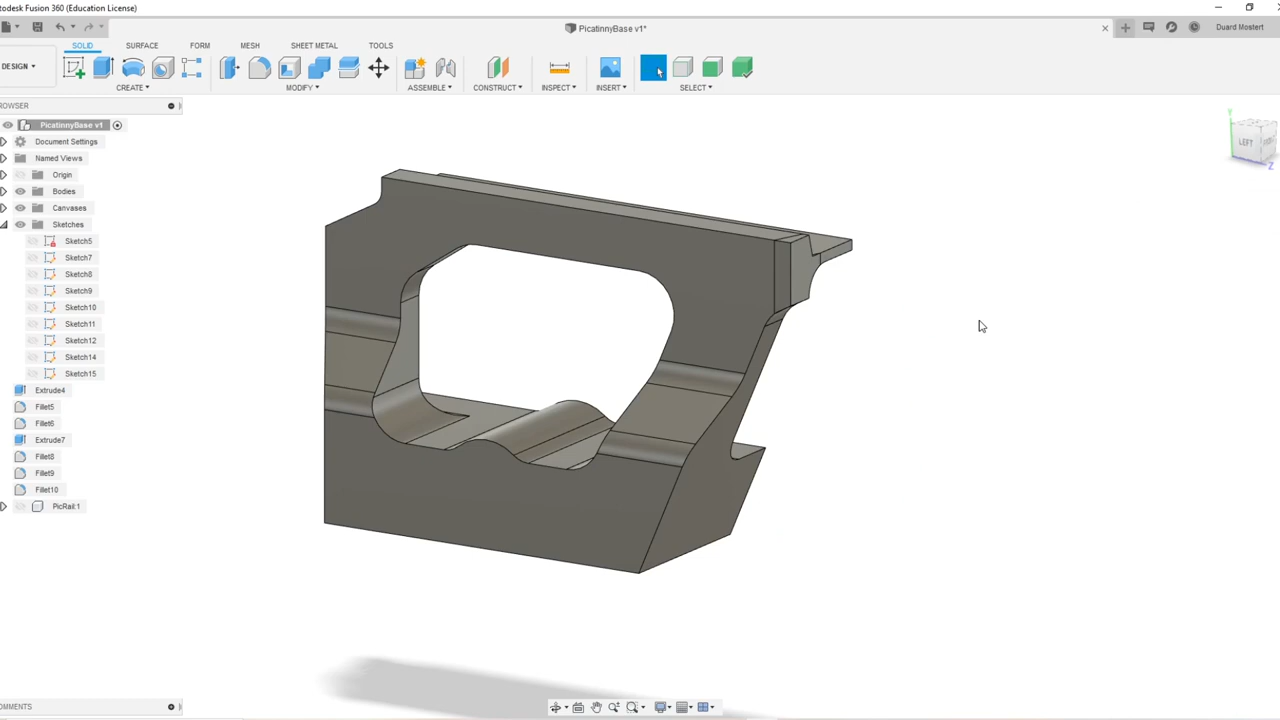 utodesk Fusion 360 (Education License)
PicatinnyBase v1*
Duard Mostert
SOLID SURFACE FORM MESH SHEET METAL TOOLS
DESIGN
CREATE MODIFY ASSEMBLE CONSTRUCT INSPECT INSERT SELECT
ROWSER
PicatinnyBase v1
Document Settings
Named Views
Origin
Bodies
Canvases
Sketches
Sketch5
Sketch7
Sketch8
Sketch9
Sketch10
Sketch11
Sketch12
Sketch14
Sketch15
Extrude4
Fillet5
Fillet6
Extrude7
Fillet8
Fillet9
Fillet10
PicRail:1
Y
LEFT
Z
OMMENTS